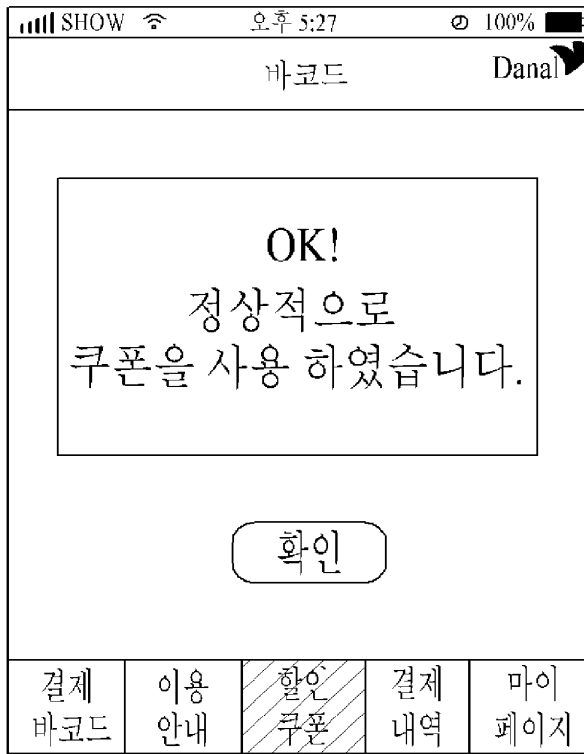 SHOW 오후 5:27 100%
바코드 Danal
OK!
정상적으로
쿠폰을 사용 하였습니다.
확인
결제 이용 할인 결제 마이
바코드 안내 쿠폰 내역 페이지